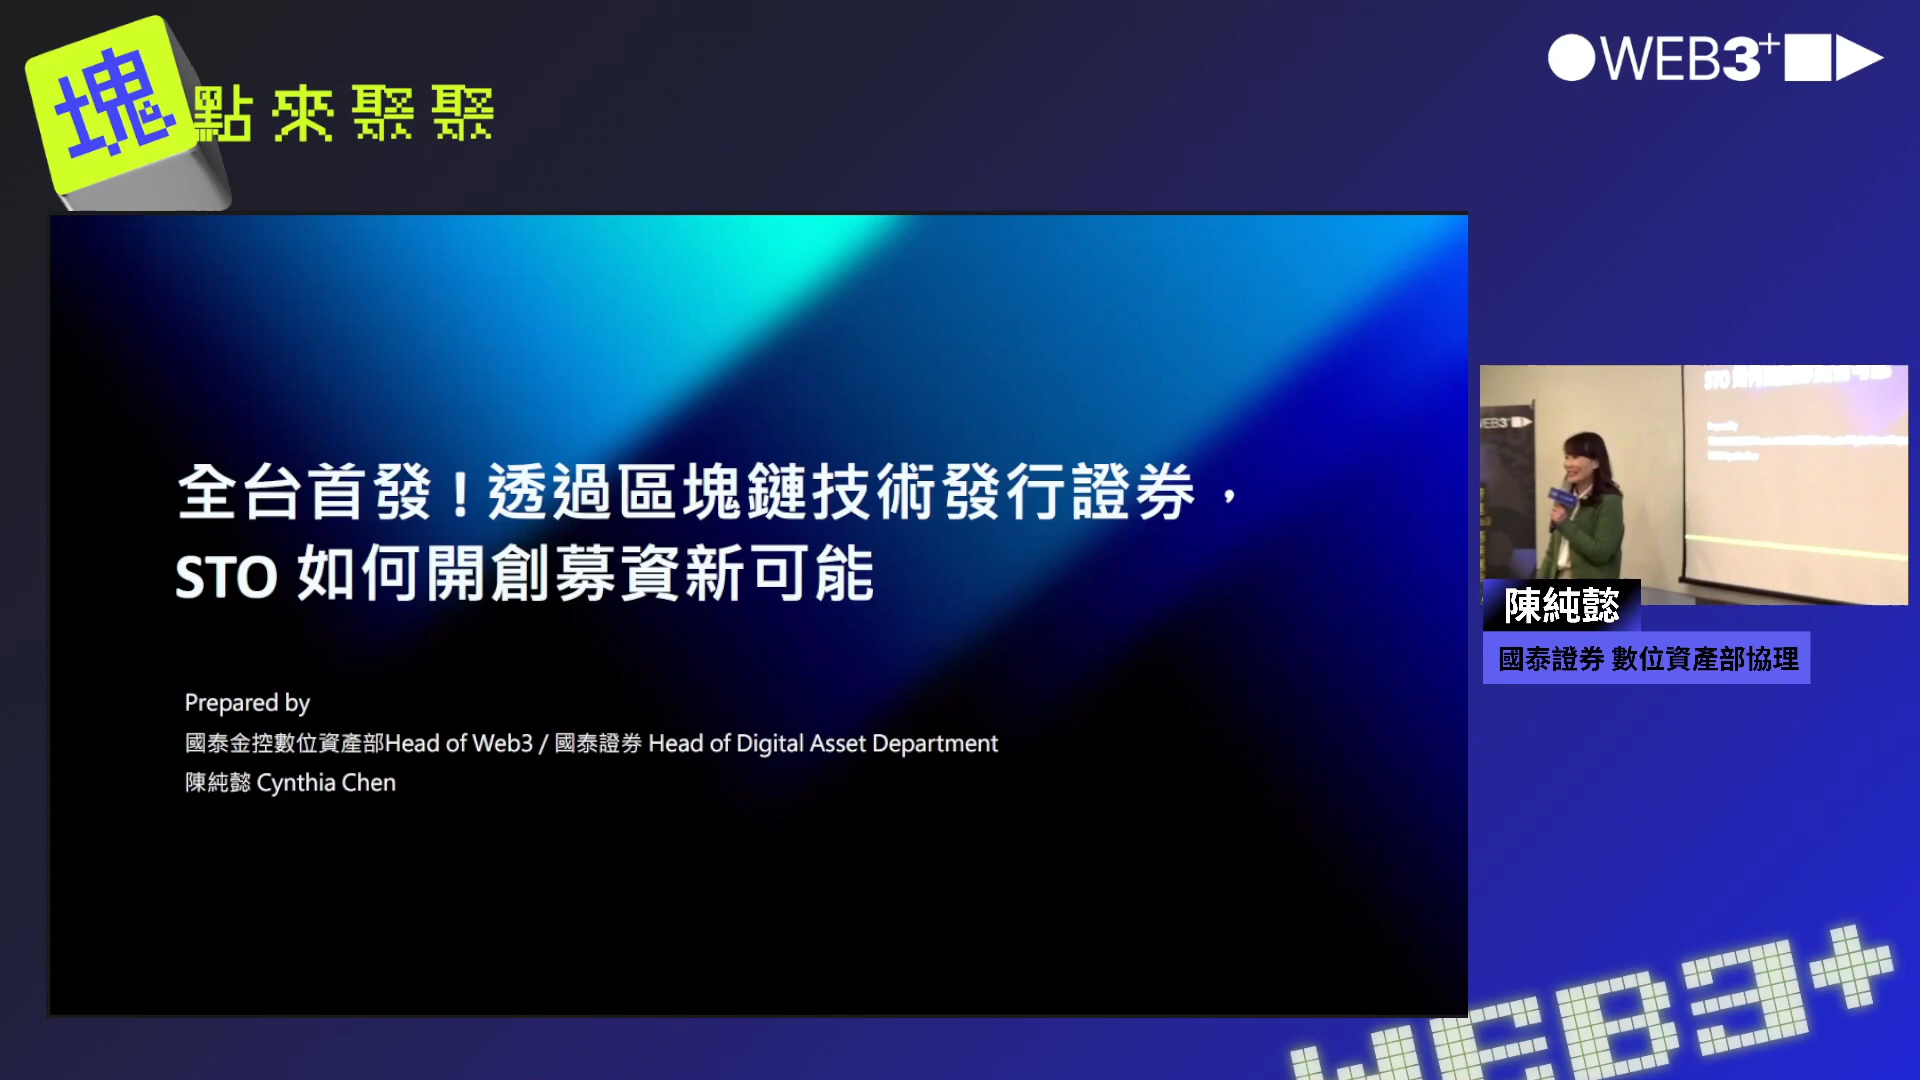 塊點來聚聚
WEB3+
全台首發！透過區塊鏈技術發行證券，
STO 如何開創募資新可能
Prepared by
國泰金控數位資產部Head of Web3 / 國泰證券 Head of Digital Asset Department
陳純懿 Cynthia Chen
WEB3+
陳純懿
國泰證券 數位資產部協理
WEB3+